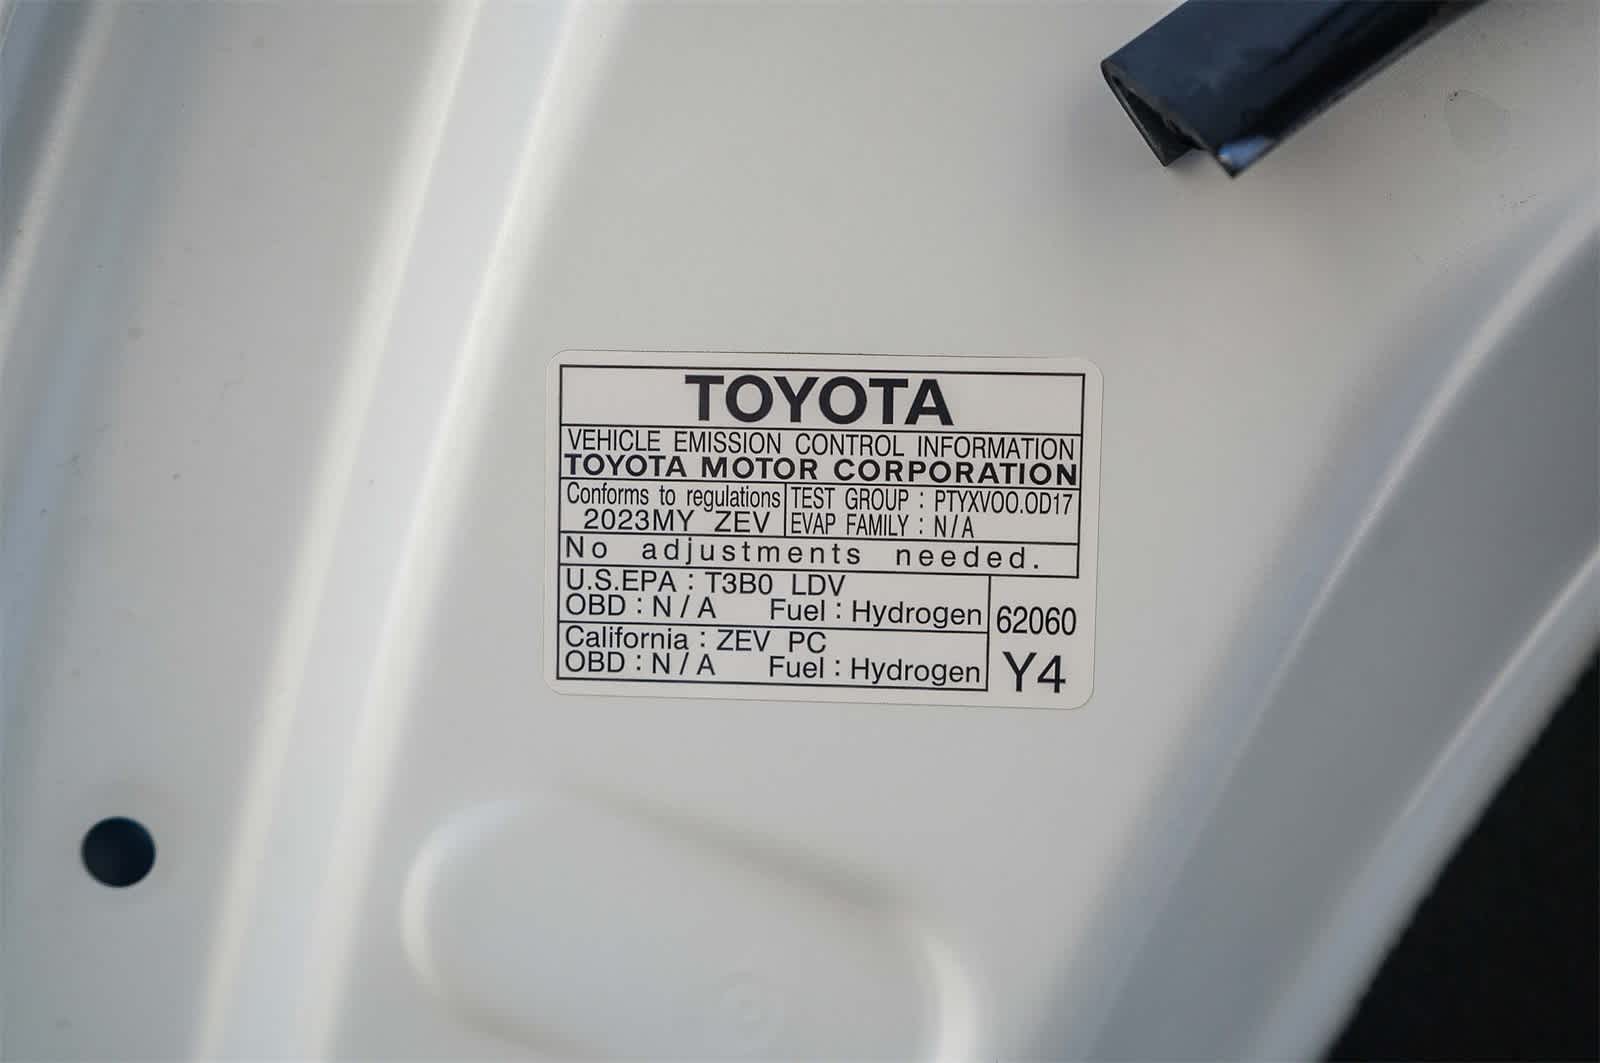 TOYOTA
VEHICLE EMISSION CONTROL INFORMATION
TOYOTA MOTOR CORPORATION
Conforms to regulations
2023MY ZEV
TEST GROUP : PTYXV00.0D17
EVAP FAMILY : N/A
No adjustments needed.
U.S.EPA : T3B0 LDV
OBD : N/A Fuel : Hydrogen
California : ZEV PC
OBD : N/A Fuel : Hydrogen
62060
Y4